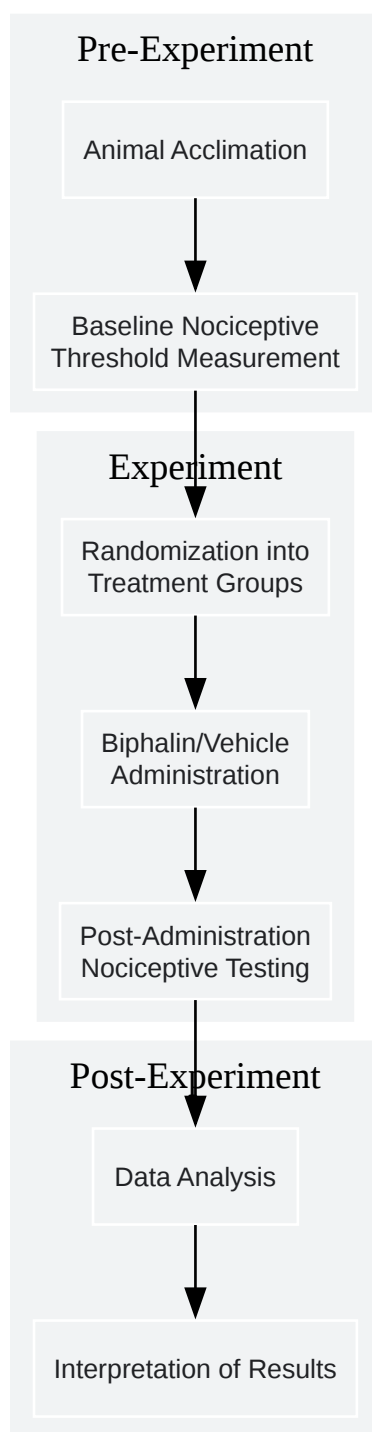 Pre-Experiment
Animal Acclimation
Baseline Nociceptive
Threshold Measurement
Experiment
Randomization into
Treatment Groups
Biphalin/Vehicle
Administration
Post-Administration
Nociceptive Testing
Post-Experiment
Data Analysis
Interpretation of Results